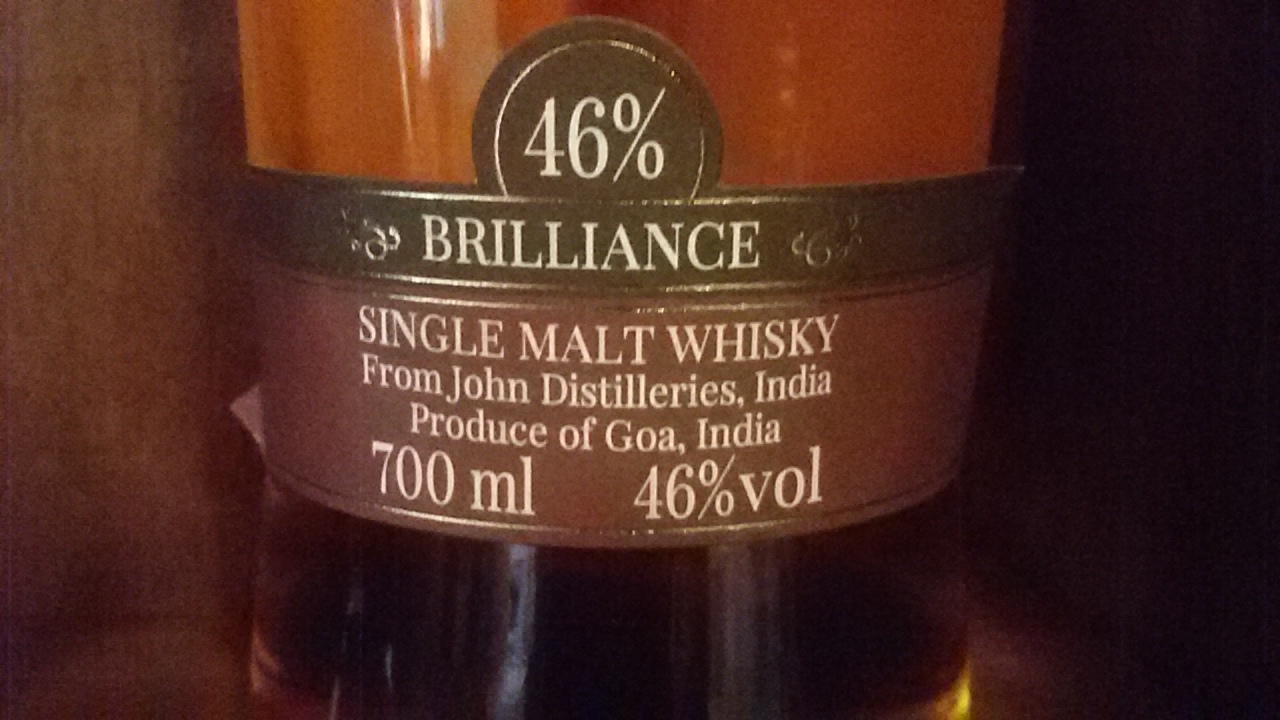 46%
BRILLIANCE
SINGLE MALT WHISKY
From John Distilleries, India
Produce of Goa, India
700 ml 46%vol